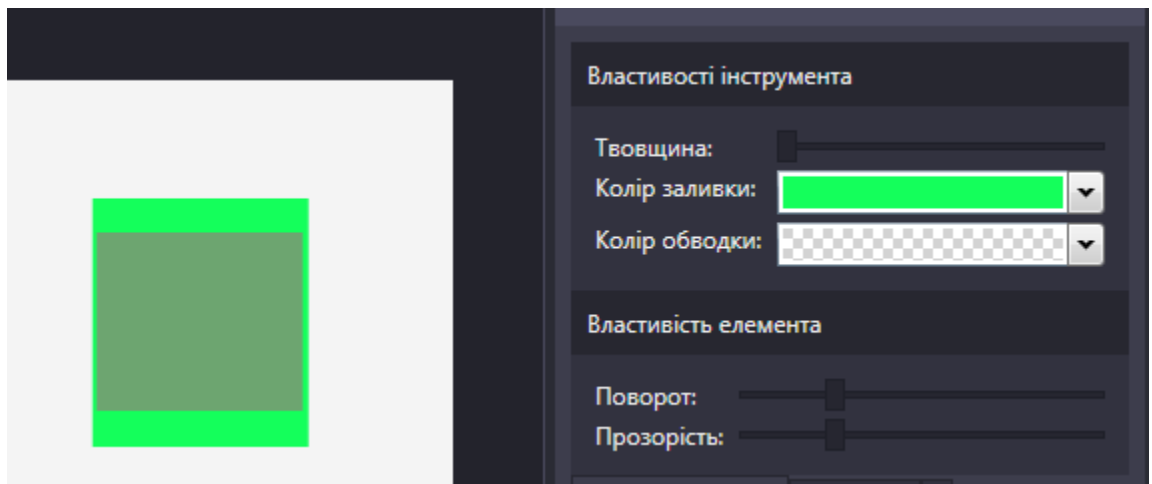 Властивості інструмента
Твовщина:
Колір заливки:
Колір обводки:
Властивість елемента
Поворот:
Прозорість: